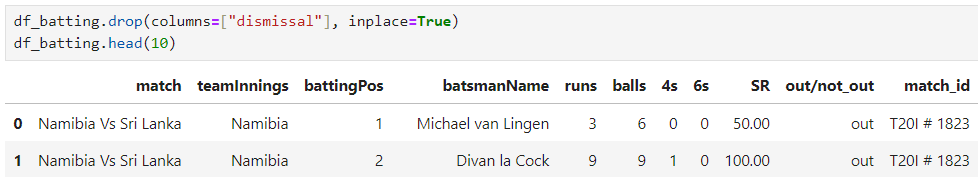 df_batting.drop(columns=["dismissal"], inplace=True)
df_batting.head(10)
match teamInnings battingPos batsmanName runs balls 4s 6s SR out/not_out match_id
0 Namibia Vs Sri Lanka Namibia 1 Michael van Lingen 3 6 0 0 50.00 out T20I # 1823
1 Namibia Vs Sri Lanka Namibia 2 Divan la Cock 9 9 1 0 100.00 out T20I # 1823